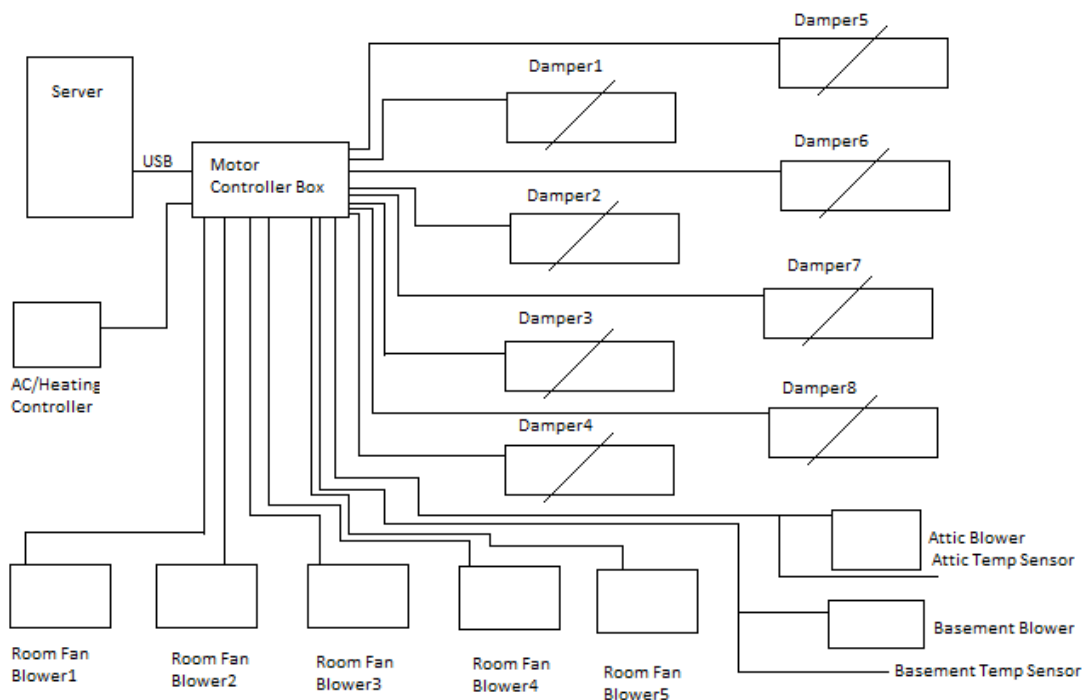 Damper5
Damper1
Server
USB
Motor
Controller Box
Damper6
Damper2
Damper7
Damper3
AC/Heating
Controller
Damper8
Damper4
Attic Blower
Attic Temp Sensor
Basement Blower
Basement Temp Sensor
Room Fan
Blower1
Room Fan
Blower2
Room Fan
Blower3
Room Fan
Blower4
Room Fan
Blower5